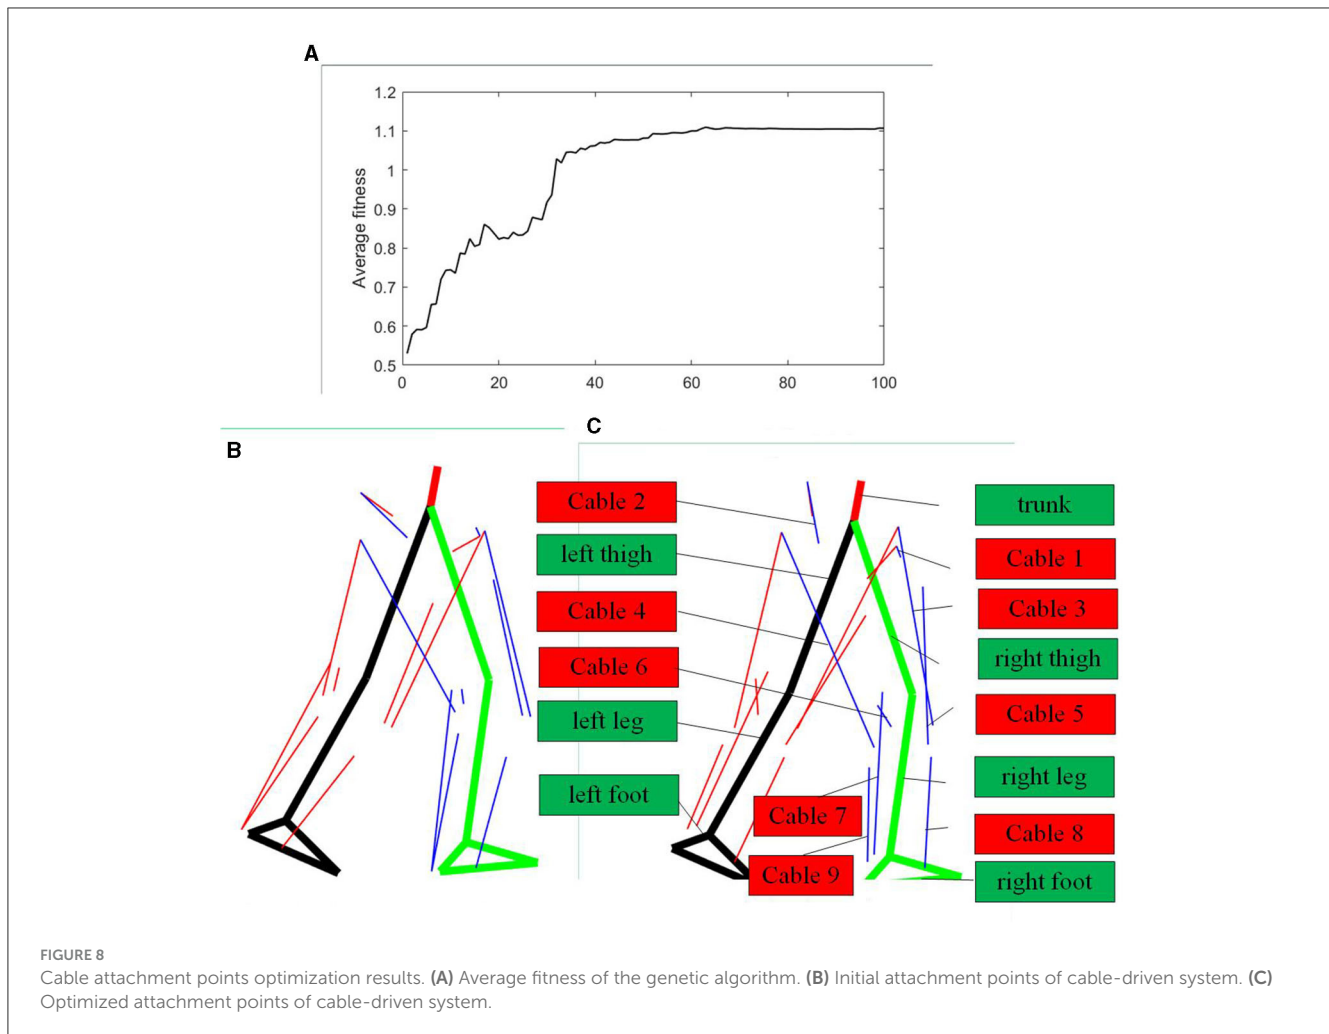 A
1.2
1.1
1
0.9
0.8
0.7
0.6
0.5
Average fitness
0 20 40 60 80 100
B
C
Cable 2
left thigh
Cable 4
Cable 6
left leg
left foot
trunk
Cable 1
Cable 3
right thigh
Cable 5
right leg
Cable 7
Cable 8
Cable 9
right foot
FIGURE 8
Cable attachment points optimization results. (A) Average fitness of the genetic algorithm. (B) Initial attachment points of cable-driven system. (C)
Optimized attachment points of cable-driven system.